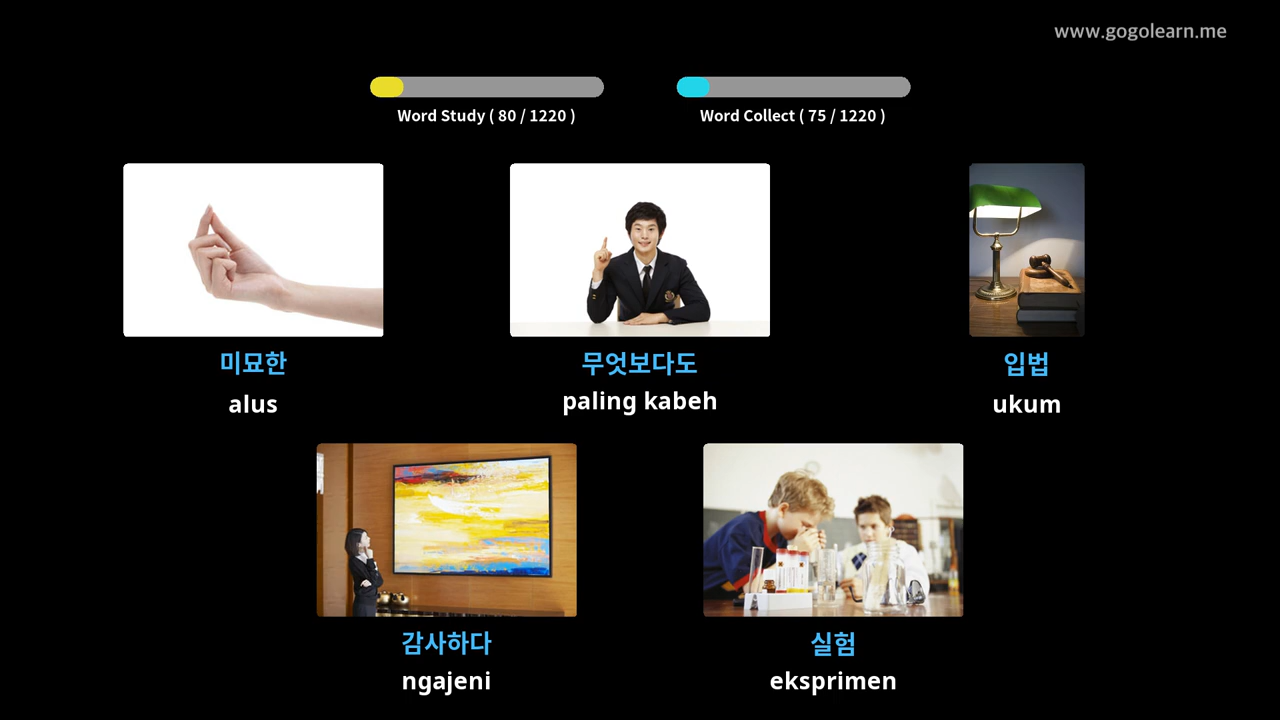 www.gogolearn.me
Word Study ( 80 / 1220 )
Word Collect ( 75 / 1220 )
미묘한
alus
무엇보다도
paling kabeh
입법
ukum
감사하다
ngajeni
실험
eksprimen